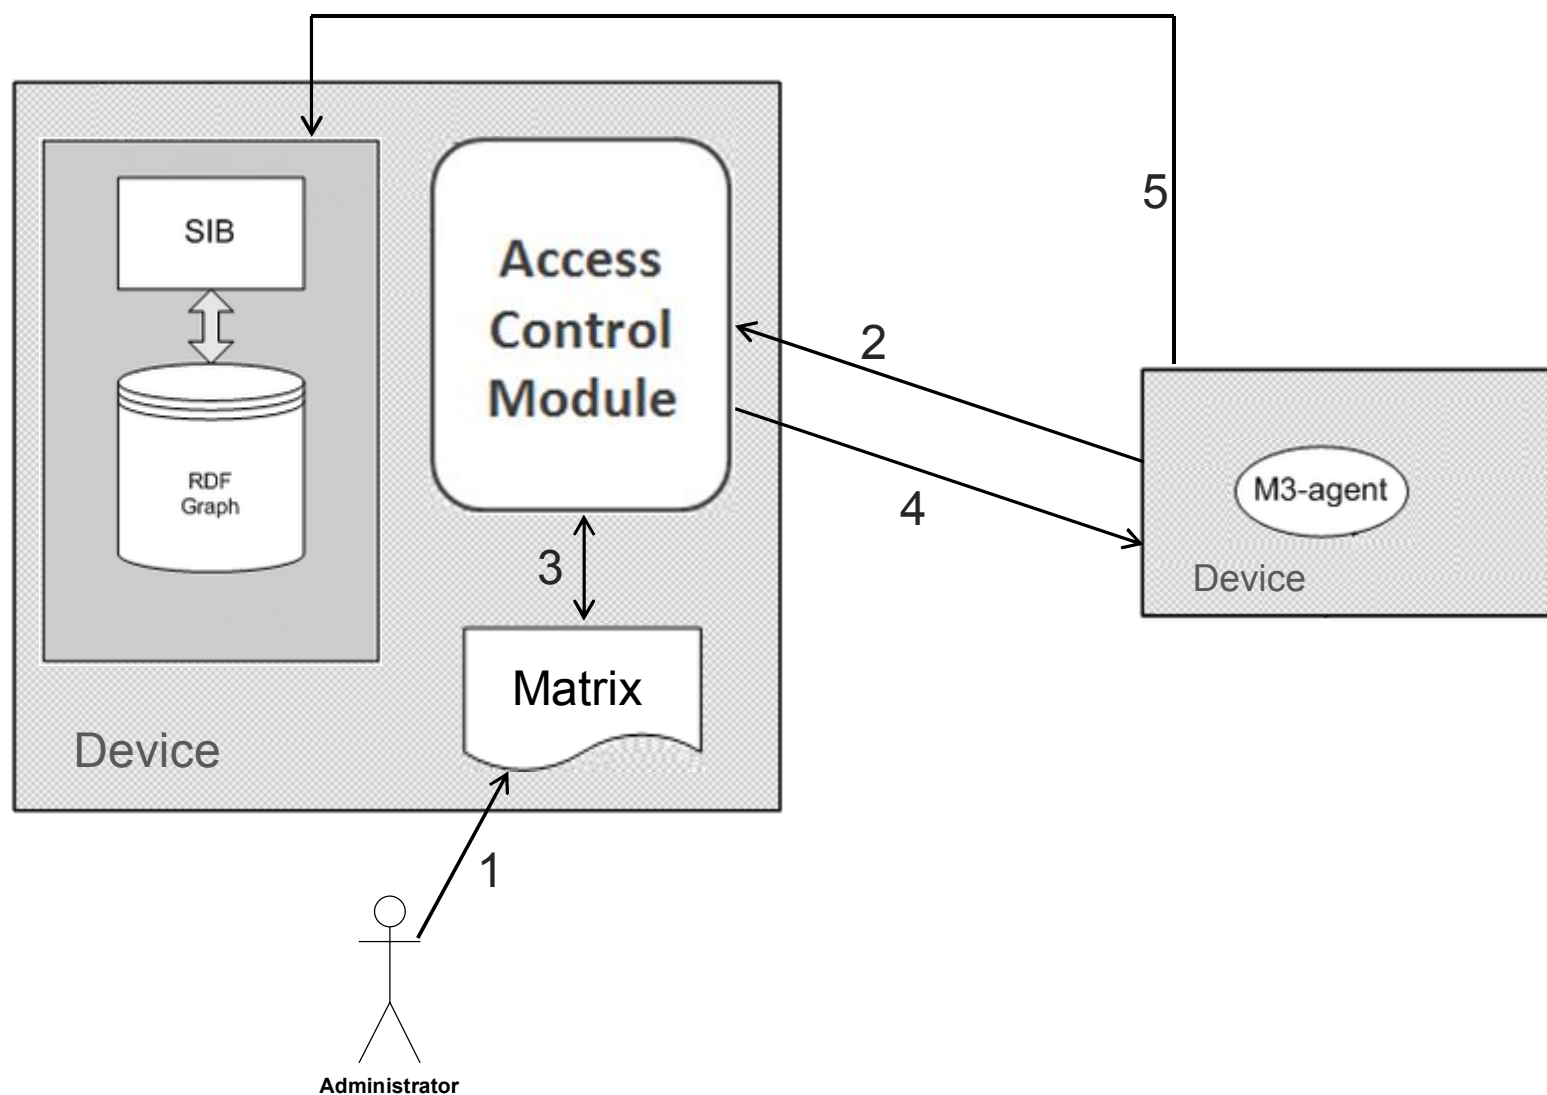 5
SIB
Access
Control
Module
2
RDF
Graph
4
M3-agent
3
Device
Matrix
Device
1
Administrator